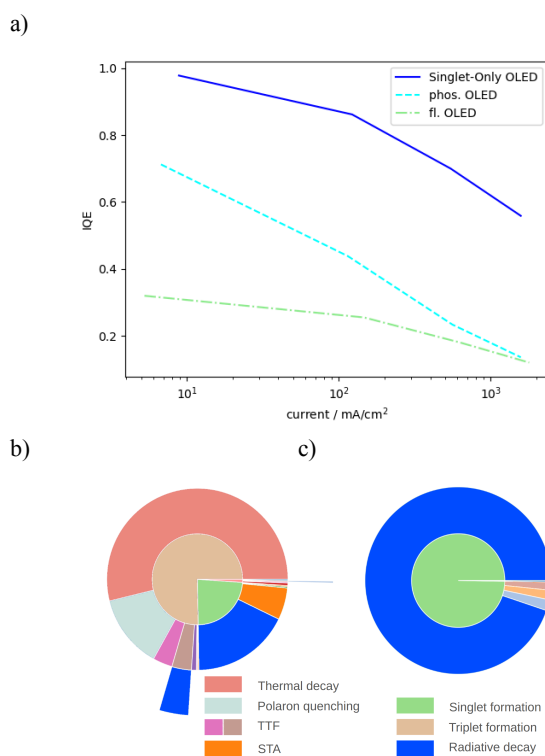 a)
1.0
0.8
0.6
0.4
0.2
IQE
Singlet-Only OLED
phos. OLED
fl. OLED
10¹
10²
10³
current / mA/cm²
b)
c)
Thermal decay
Polaron quenching
TTF
STA
Singlet formation
Triplet formation
Radiative decay